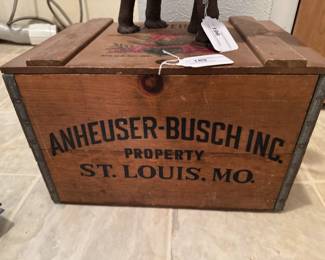 ANHEUSER-BUSCH INC.
PROPERTY
ST. LOUIS, MO.